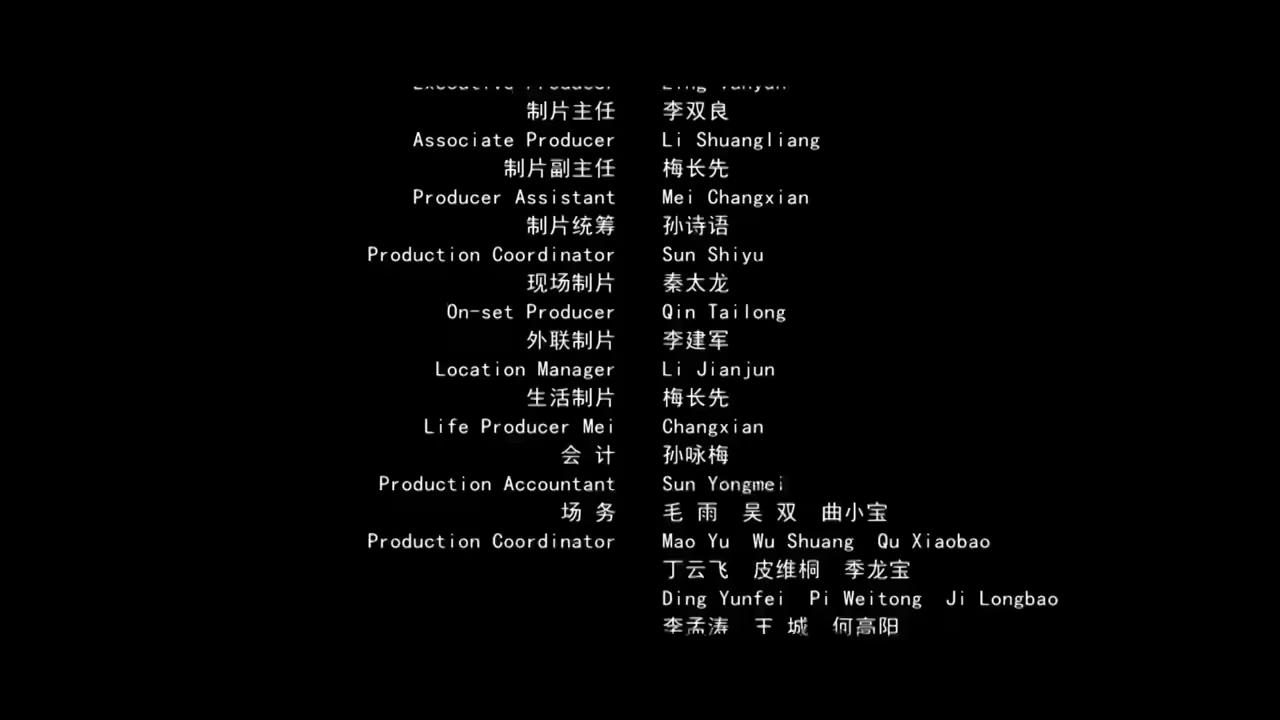 制片主任 李双良
Associate Producer Li Shuangliang
制片副主任 梅长先
Producer Assistant Mei Changxian
制片统筹 孙诗语
Production Coordinator Sun Shiyu
现场制片 秦太龙
On-set Producer Qin Tailong
外联制片 李建军
Location Manager Li Jianjun
生活制片 梅长先
Life Producer Mei Changxian
会 计 孙咏梅
Production Accountant Sun Yongmei
场 务 毛 雨 吴 双 曲小宝
Production Coordinator Mao Yu Wu Shuang Qu Xiaobao
丁云飞 皮维桐 季龙宝
Ding Yunfei Pi Weitong Ji Longbao
李孟涛 王 城 何高阳